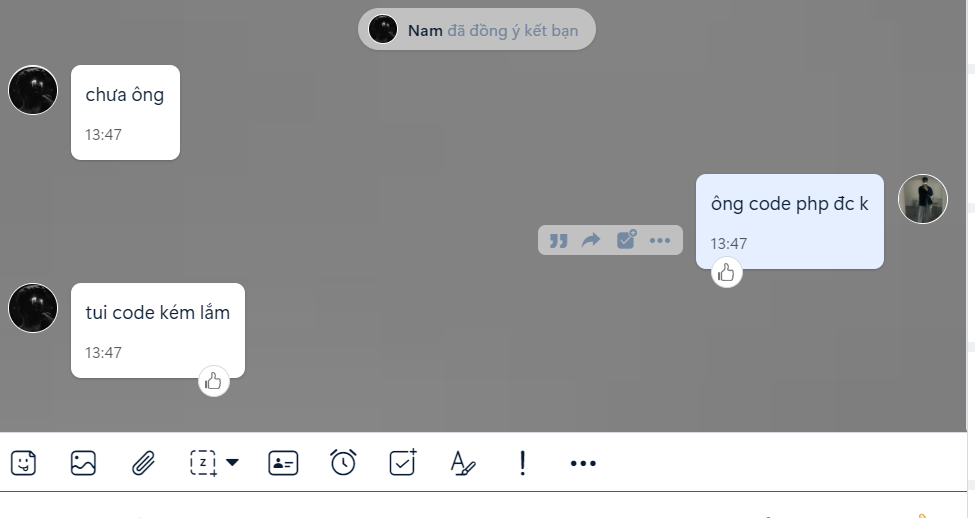 Nam đã đồng ý kết bạn
chưa ông
13:47
ông code php đc k
13:47
tui code kém lắm
13:47